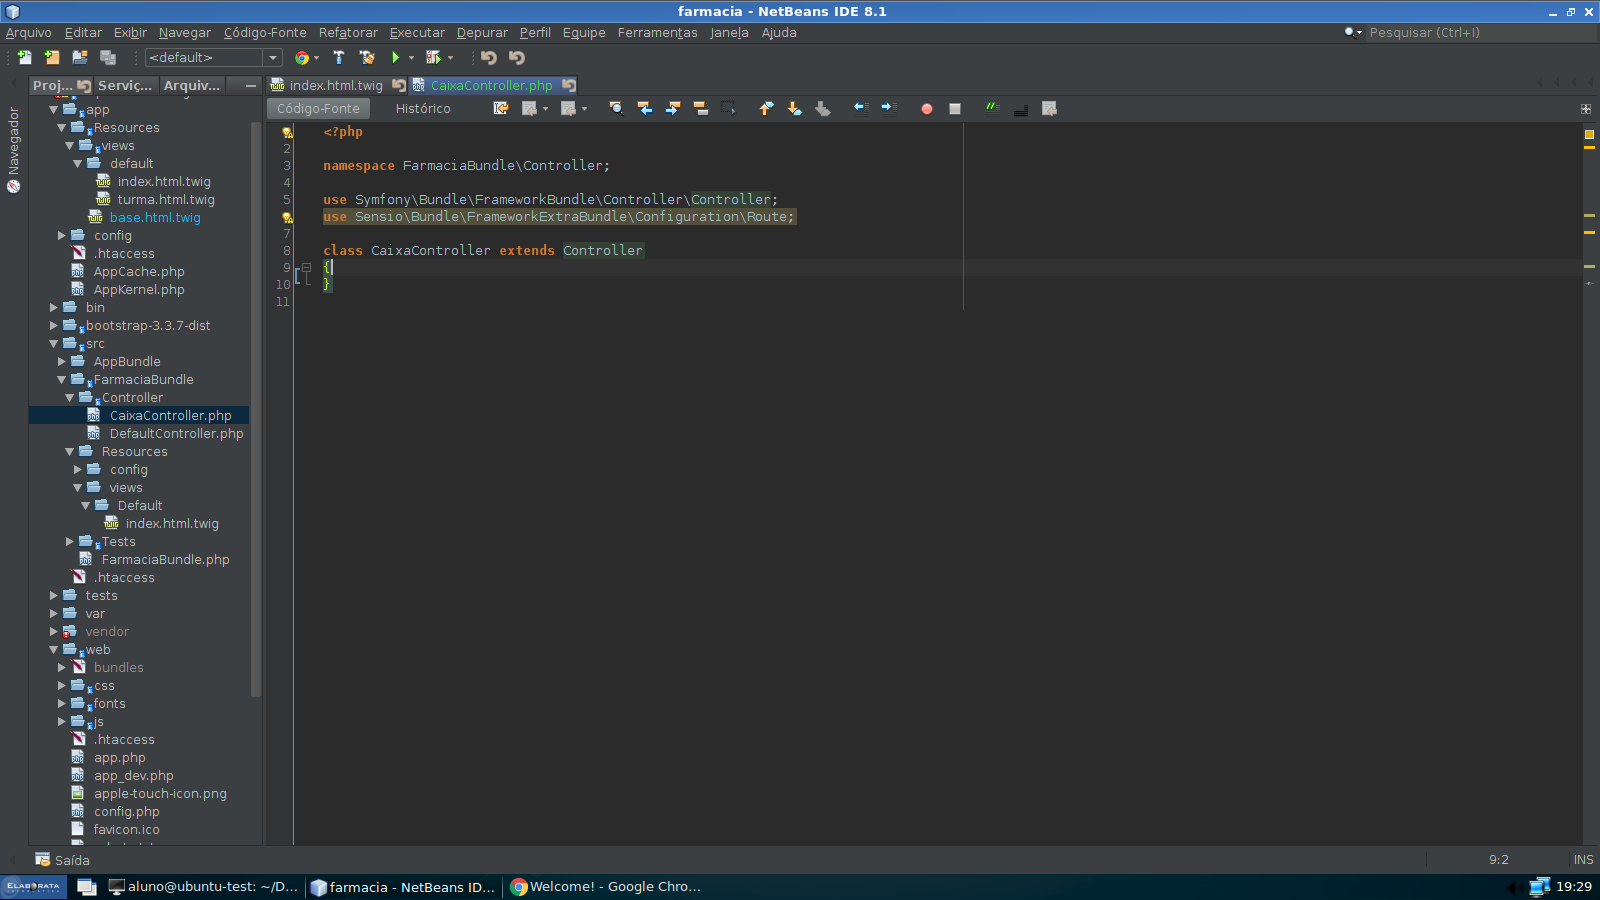 farmacia - NetBeans IDE 8.1
Arquivo Editar Exibir Navegar Código-Fonte Refatorar Executar Depurar Perfil Equipe Ferramentas Janela Ajuda
Pesquisar (Ctrl+I)
<default>
Proj... Serviç... Arquiv...
index.html.twig CaixaController.php
Código-Fonte Histórico
Navegador
app
Resources
views
default
index.html.twig
turma.html.twig
base.html.twig
config
.htaccess
AppCache.php
AppKernel.php
bin
bootstrap-3.3.7-dist
src
AppBundle
FarmaciaBundle
Controller
CaixaController.php
DefaultController.php
Resources
config
views
Default
index.html.twig
Tests
FarmaciaBundle.php
.htaccess
tests
var
vendor
web
bundles
css
fonts
js
.htaccess
app.php
app_dev.php
apple-touch-icon.png
config.php
favicon.ico
<?php
2
3 namespace FarmaciaBundle\Controller;
4
5 use Symfony\Bundle\FrameworkBundle\Controller\Controller;
use Sensio\Bundle\FrameworkExtraBundle\Configuration\Route;
7
8 class CaixaController extends Controller
9 {
10 }
11
Saída
9:2 INS
ELABORATA
aluno@ubuntu-test: ~/D...
farmacia - NetBeans ID...
Welcome! - Google Chro...
19:29